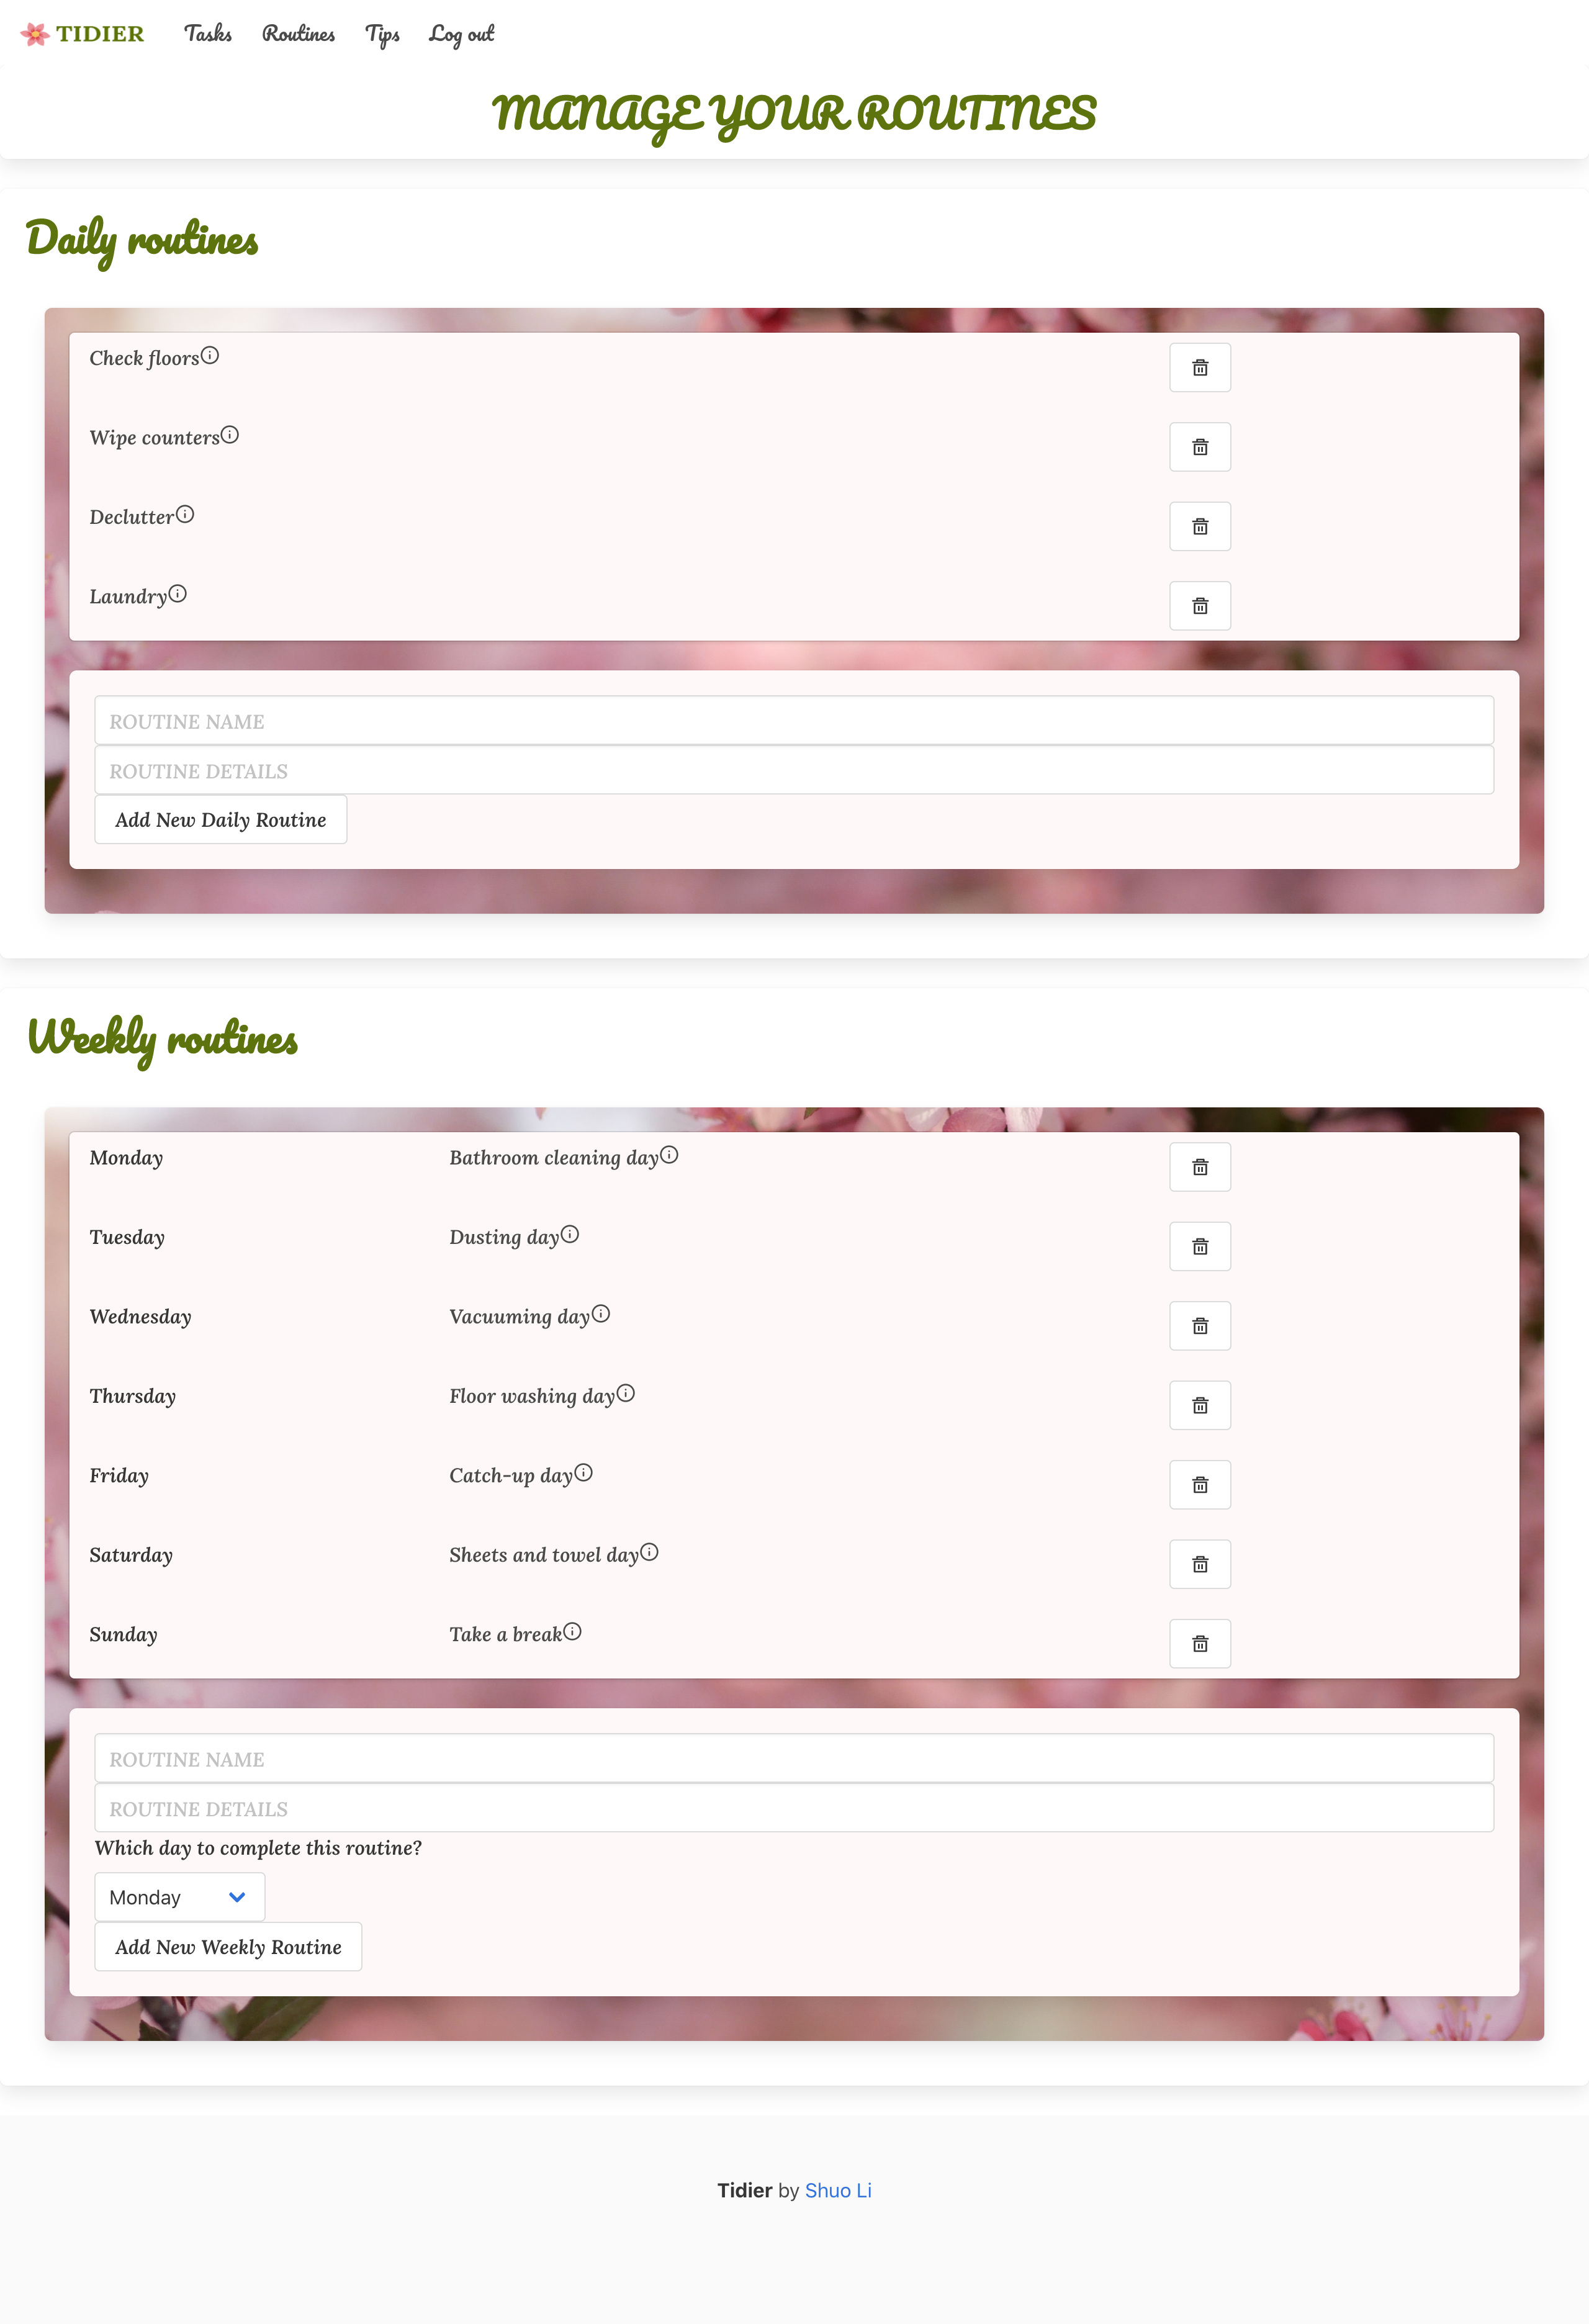 TIDIER Tasks Routines Tips Log out
MANAGE YOUR ROUTINES
Daily routines
Check floors
Wipe counters
Declutter
Laundry
ROUTINE NAME
ROUTINE DETAILS
Add New Daily Routine
Weekly routines
Monday Bathroom cleaning day
Tuesday Dusting day
Wednesday Vacuuming day
Thursday Floor washing day
Friday Catch-up day
Saturday Sheets and towel day
Sunday Take a break
ROUTINE NAME
ROUTINE DETAILS
Which day to complete this routine?
Monday
Add New Weekly Routine
Tidier by Shuo Li